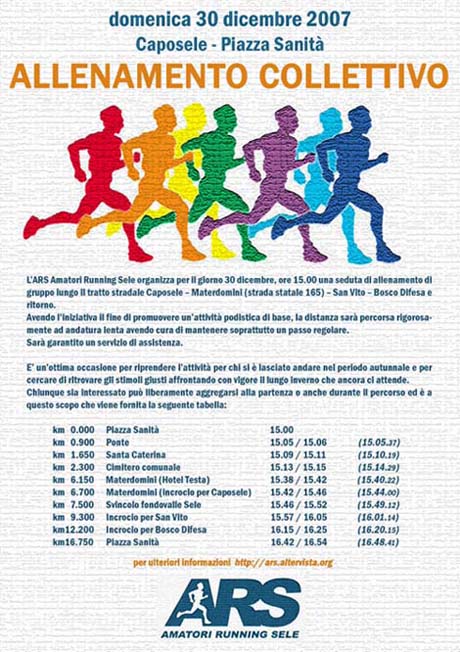 domenica 30 dicembre 2007
Caposele - Piazza Sanità
ALLENAMENTO COLLETTIVO
L'ARS Amatori Running Sele organizza per il giorno 30 dicembre, ore 15.00 una seduta di allenamento di
gruppo lungo il tratto stradale Caposele – Materdomini (strada statale 165) – San Vito – Bosco Difesa e
ritorno.
Avendo l'iniziativa il fine di promuovere un'attività podistica di base, la distanza sarà percorsa rigorosa-
mente ad andatura lenta avendo cura di mantenere soprattutto un passo regolare.
Sarà garantito un servizio di assistenza.
E' un'ottima occasione per riprendere l'attività per chi si è lasciato andare nel periodo autunnale e per
cercare di ritrovare gli stimoli giusti affrontando con vigore il lungo inverno che ancora ci attende.
Chiunque sia interessato può liberamente aggregarsi alla partenza o anche durante il percorso ed è a
questo scopo che viene fornita la seguente tabella:
km 0.000 Piazza Sanità 15.00
km 0.900 Ponte 15.05 / 15.06 (15.05.37)
km 1.650 Santa Caterina 15.09 / 15.11 (15.10.19)
km 2.300 Cimitero comunale 15.13 / 15.15 (15.14.29)
km 6.150 Materdomini (Hotel Testa) 15.38 / 15.42 (15.40.22)
km 6.700 Materdomini (incrocio per Caposele) 15.42 / 15.46 (15.44.00)
km 7.500 Svincolo fondovalle Sele 15.46 / 15.52 (15.49.12)
km 9.300 Incrocio per San Vito 15.57 / 16.05 (16.01.14)
km12.200 Incrocio per Bosco Difesa 16.15 / 16.25 (16.20.15)
km16.750 Piazza Sanità 16.42 / 16.54 (16.48.41)
per ulteriori informazioni http://ars.altervista.org
ARS
AMATORI RUNNING SELE